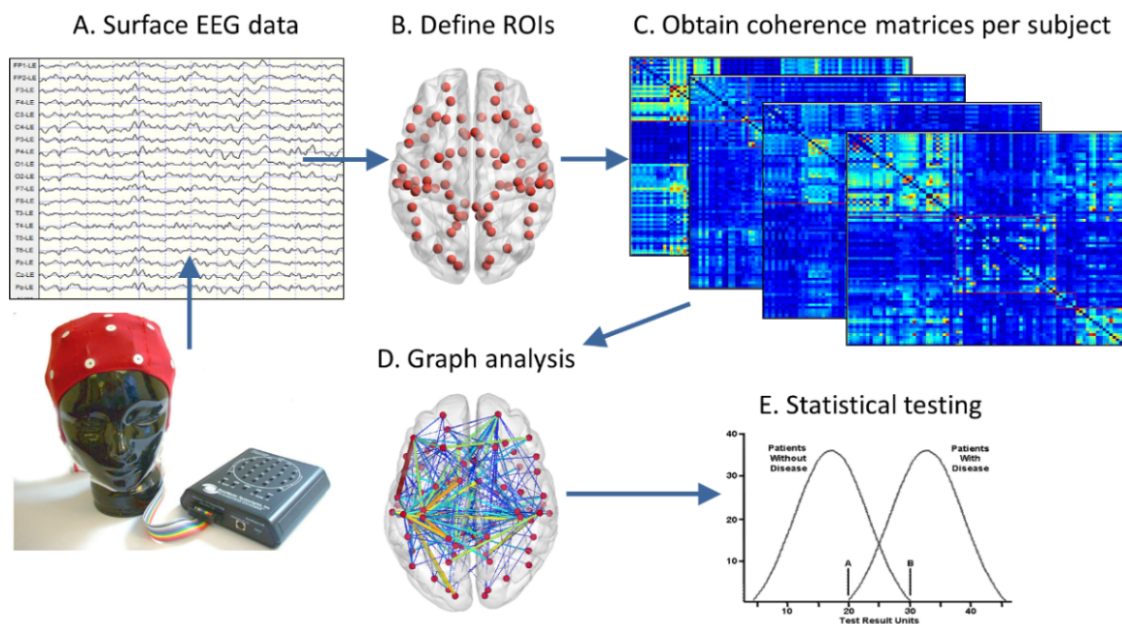 A. Surface EEG data
B. Define ROIs
C. Obtain coherence matrices per subject
FP1-LE
FP2-LE
F3-LE
F4-LE
C3-LE
C4-LE
P3-LE
P4-LE
O1-LE
O2-LE
F7-LE
F8-LE
T3-LE
T4-LE
T5-LE
T6-LE
Fz-LE
Cz-LE
Pz-LE
D. Graph analysis
E. Statistical testing
40
30
20
10
Patients
Without
Disease
Patients
With
Disease
A
B
10
20
30
40
Test Result Units